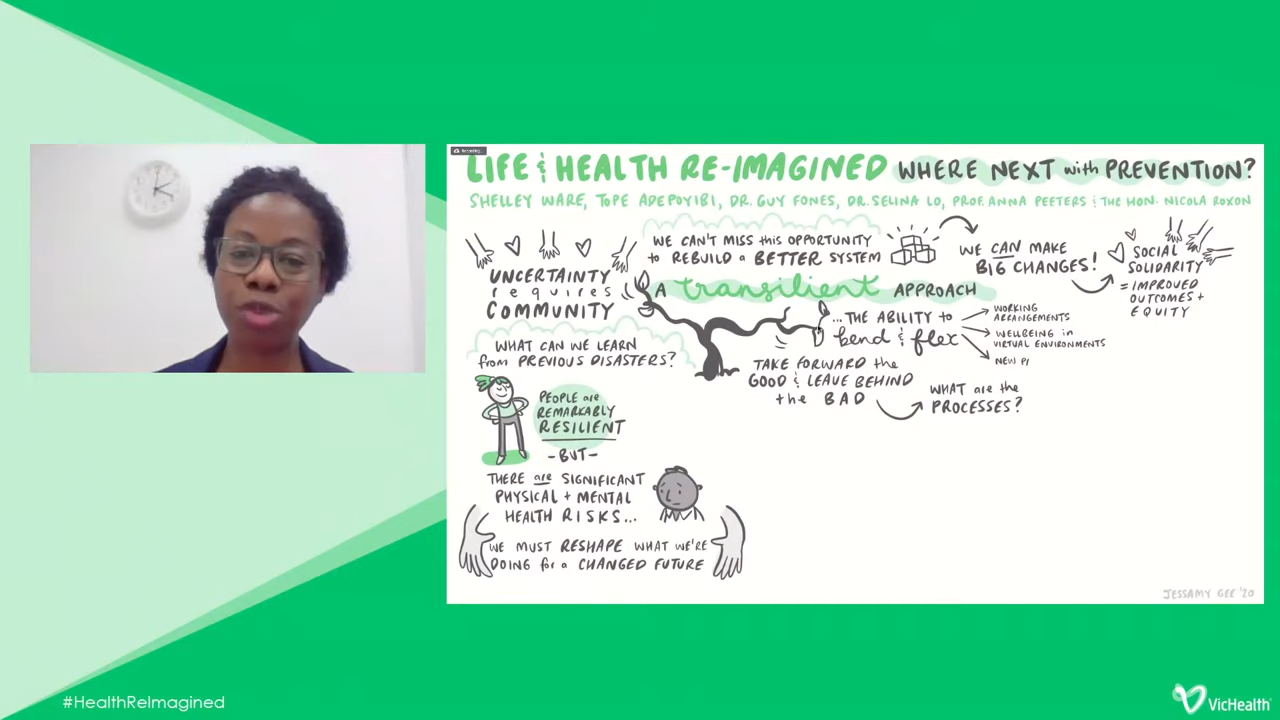 Recording...
LIFE & HEALTH RE-IMAGINED WHERE NEXT with PREVENTION?
SHELLEY WARE, TOPE ADEPOYIBI, DR. GUY FONES, DR. SELINA LO, PROF. ANNA PEETERS & THE HON. NICOLA ROXON
UNCERTAINTY
requires
COMMUNITY
WE CAN'T MISS this OPPORTUNITY
to REBUILD a BETTER SYSTEM
WE CAN MAKE
BIG CHANGES!
SOCIAL
SOLIDARITY
= IMPROVED
OUTCOMES +
EQUITY
A transilient APPROACH
...THE ABILITY to
bend & flex
WORKING
ARRANGEMENTS
WELLBEING in
VIRTUAL ENVIRONMENTS
NEW PI
WHAT CAN WE LEARN
from PREVIOUS DISASTERS?
TAKE FORWARD the
GOOD & LEAVE BEHIND
the BAD
WHAT are the
PROCESSES?
PEOPLE are
REMARKABLY
RESILIENT
-BUT-
THERE are SIGNIFICANT
PHYSICAL + MENTAL
HEALTH RISKS...
WE MUST RESHAPE WHAT WE'RE
DOING for a CHANGED FUTURE
JESSAMY GEE '20
#HealthReImagined
VicHealth